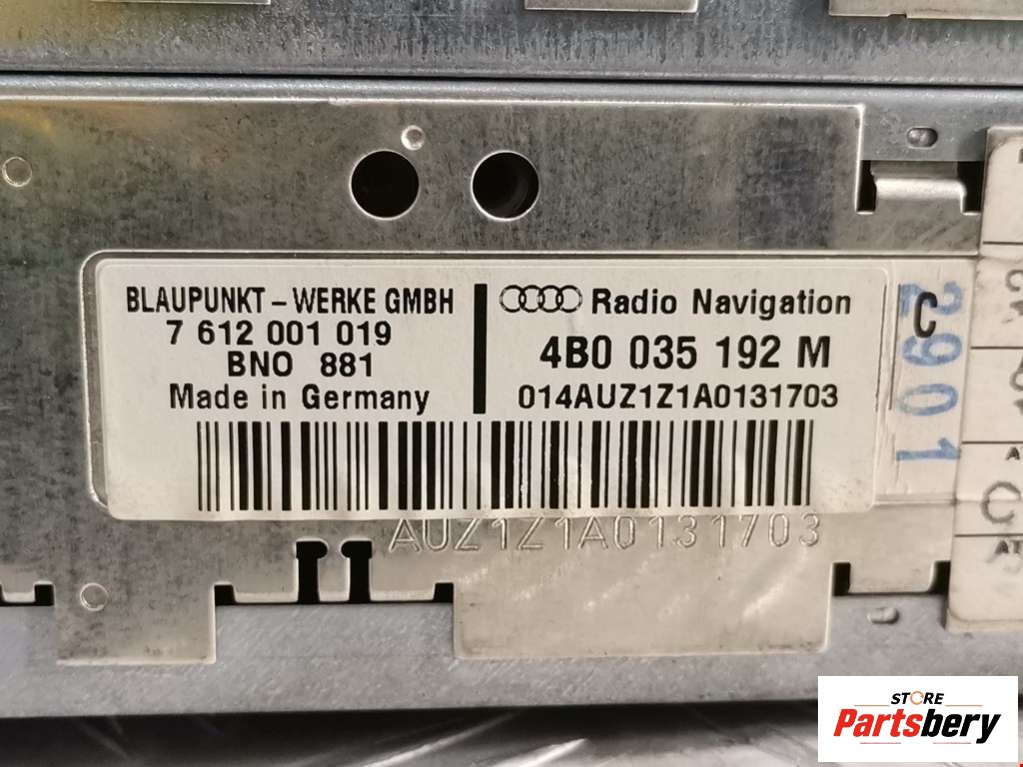 BLAUPUNKT - WERKE GMBH
7 612 001 019
BNO 881
Made in Germany
Radio Navigation
4B0 035 192 M
014AUZ1Z1A0131703
C
2901
AUZ1Z1A0131703
AT
STORE
Partsbery